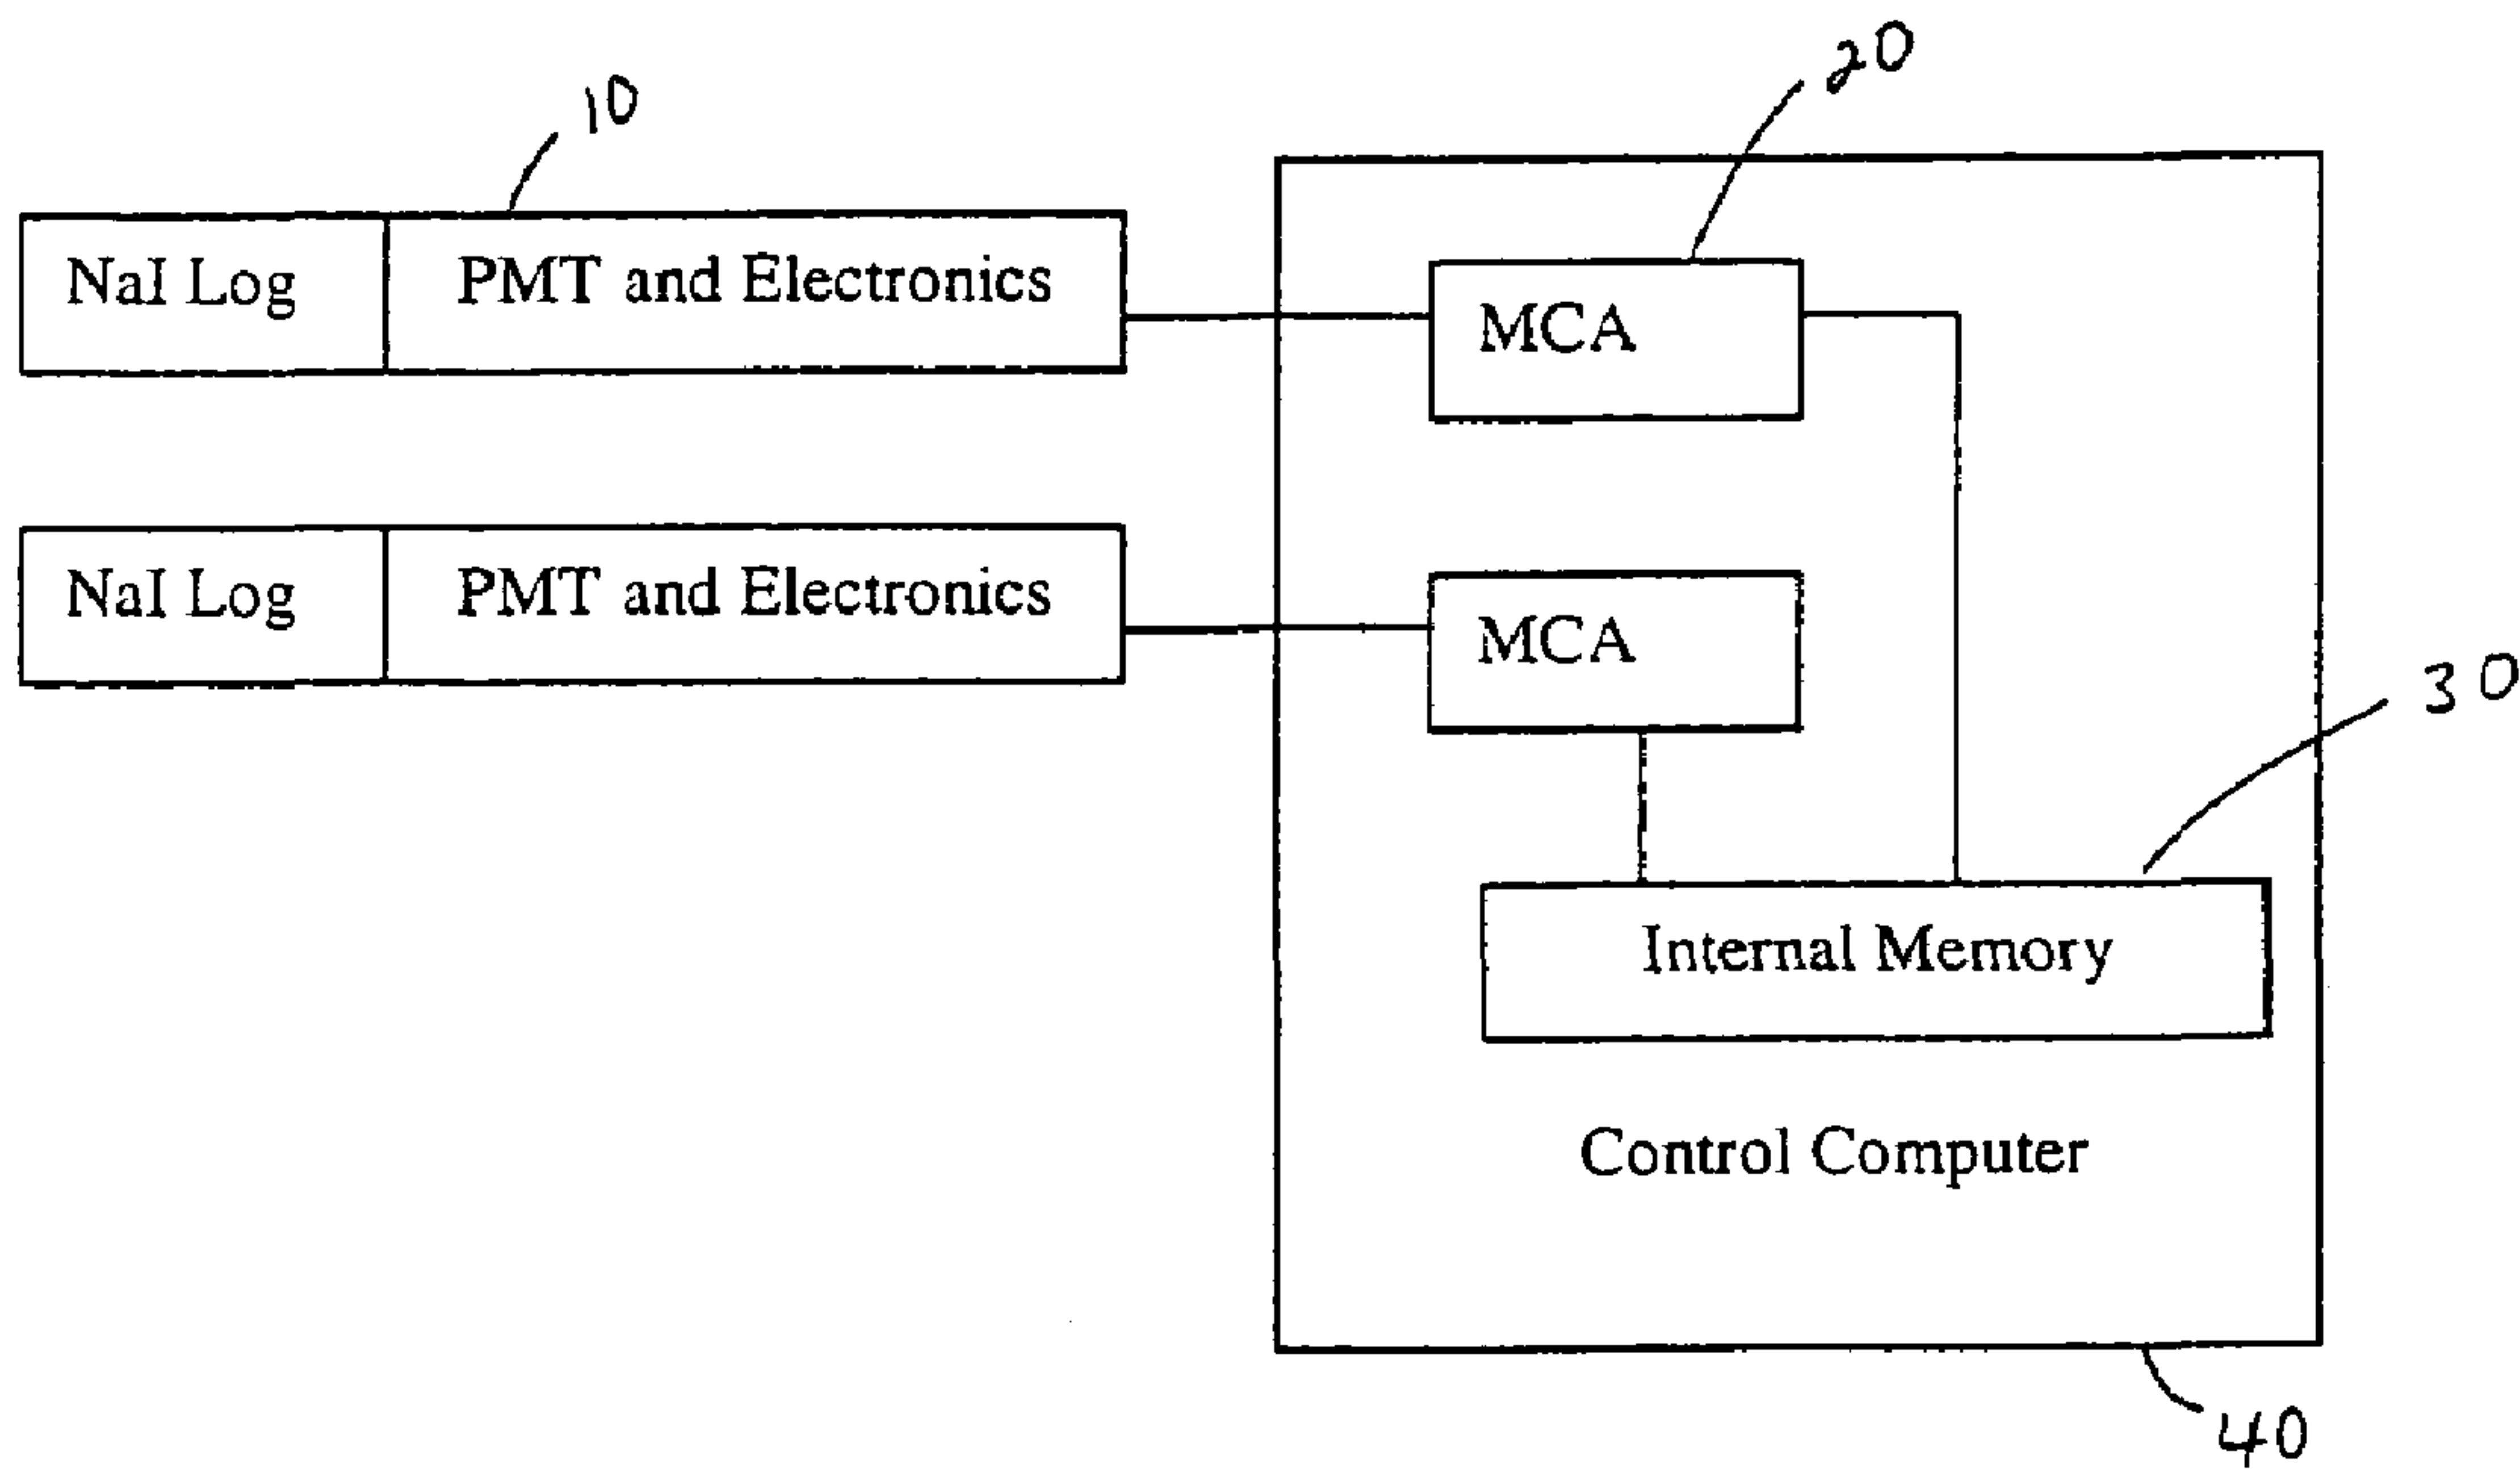 20
10
NaI Log PMT and Electronics
MCA
NaI Log PMT and Electronics
MCA
30
Internal Memory
Control Computer
40